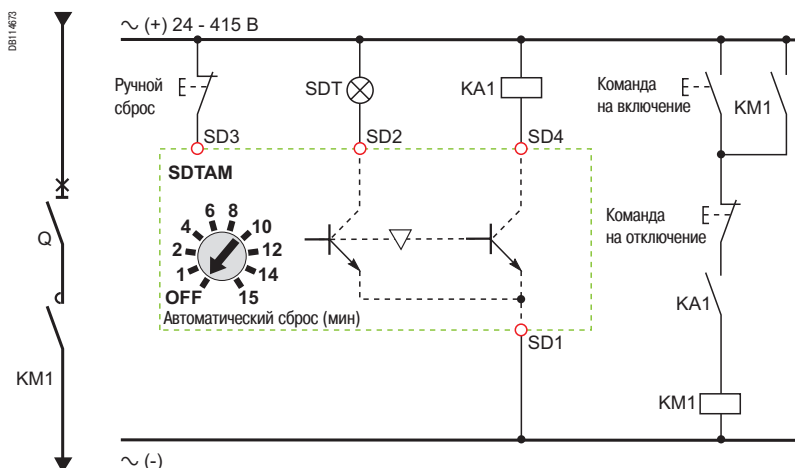 DB114673
∼ (+) 24 - 415 В
Ручной
сброс
SDT
KA1
Команда
на включение
KM1
SD3
SD2
SD4
SDTAM
Q
6 8
4 10
2 12
1 14
OFF 15
Автоматический сброс (мин)
SD1
Команда
на отключение
KA1
KM1
KM1
∼ (-)